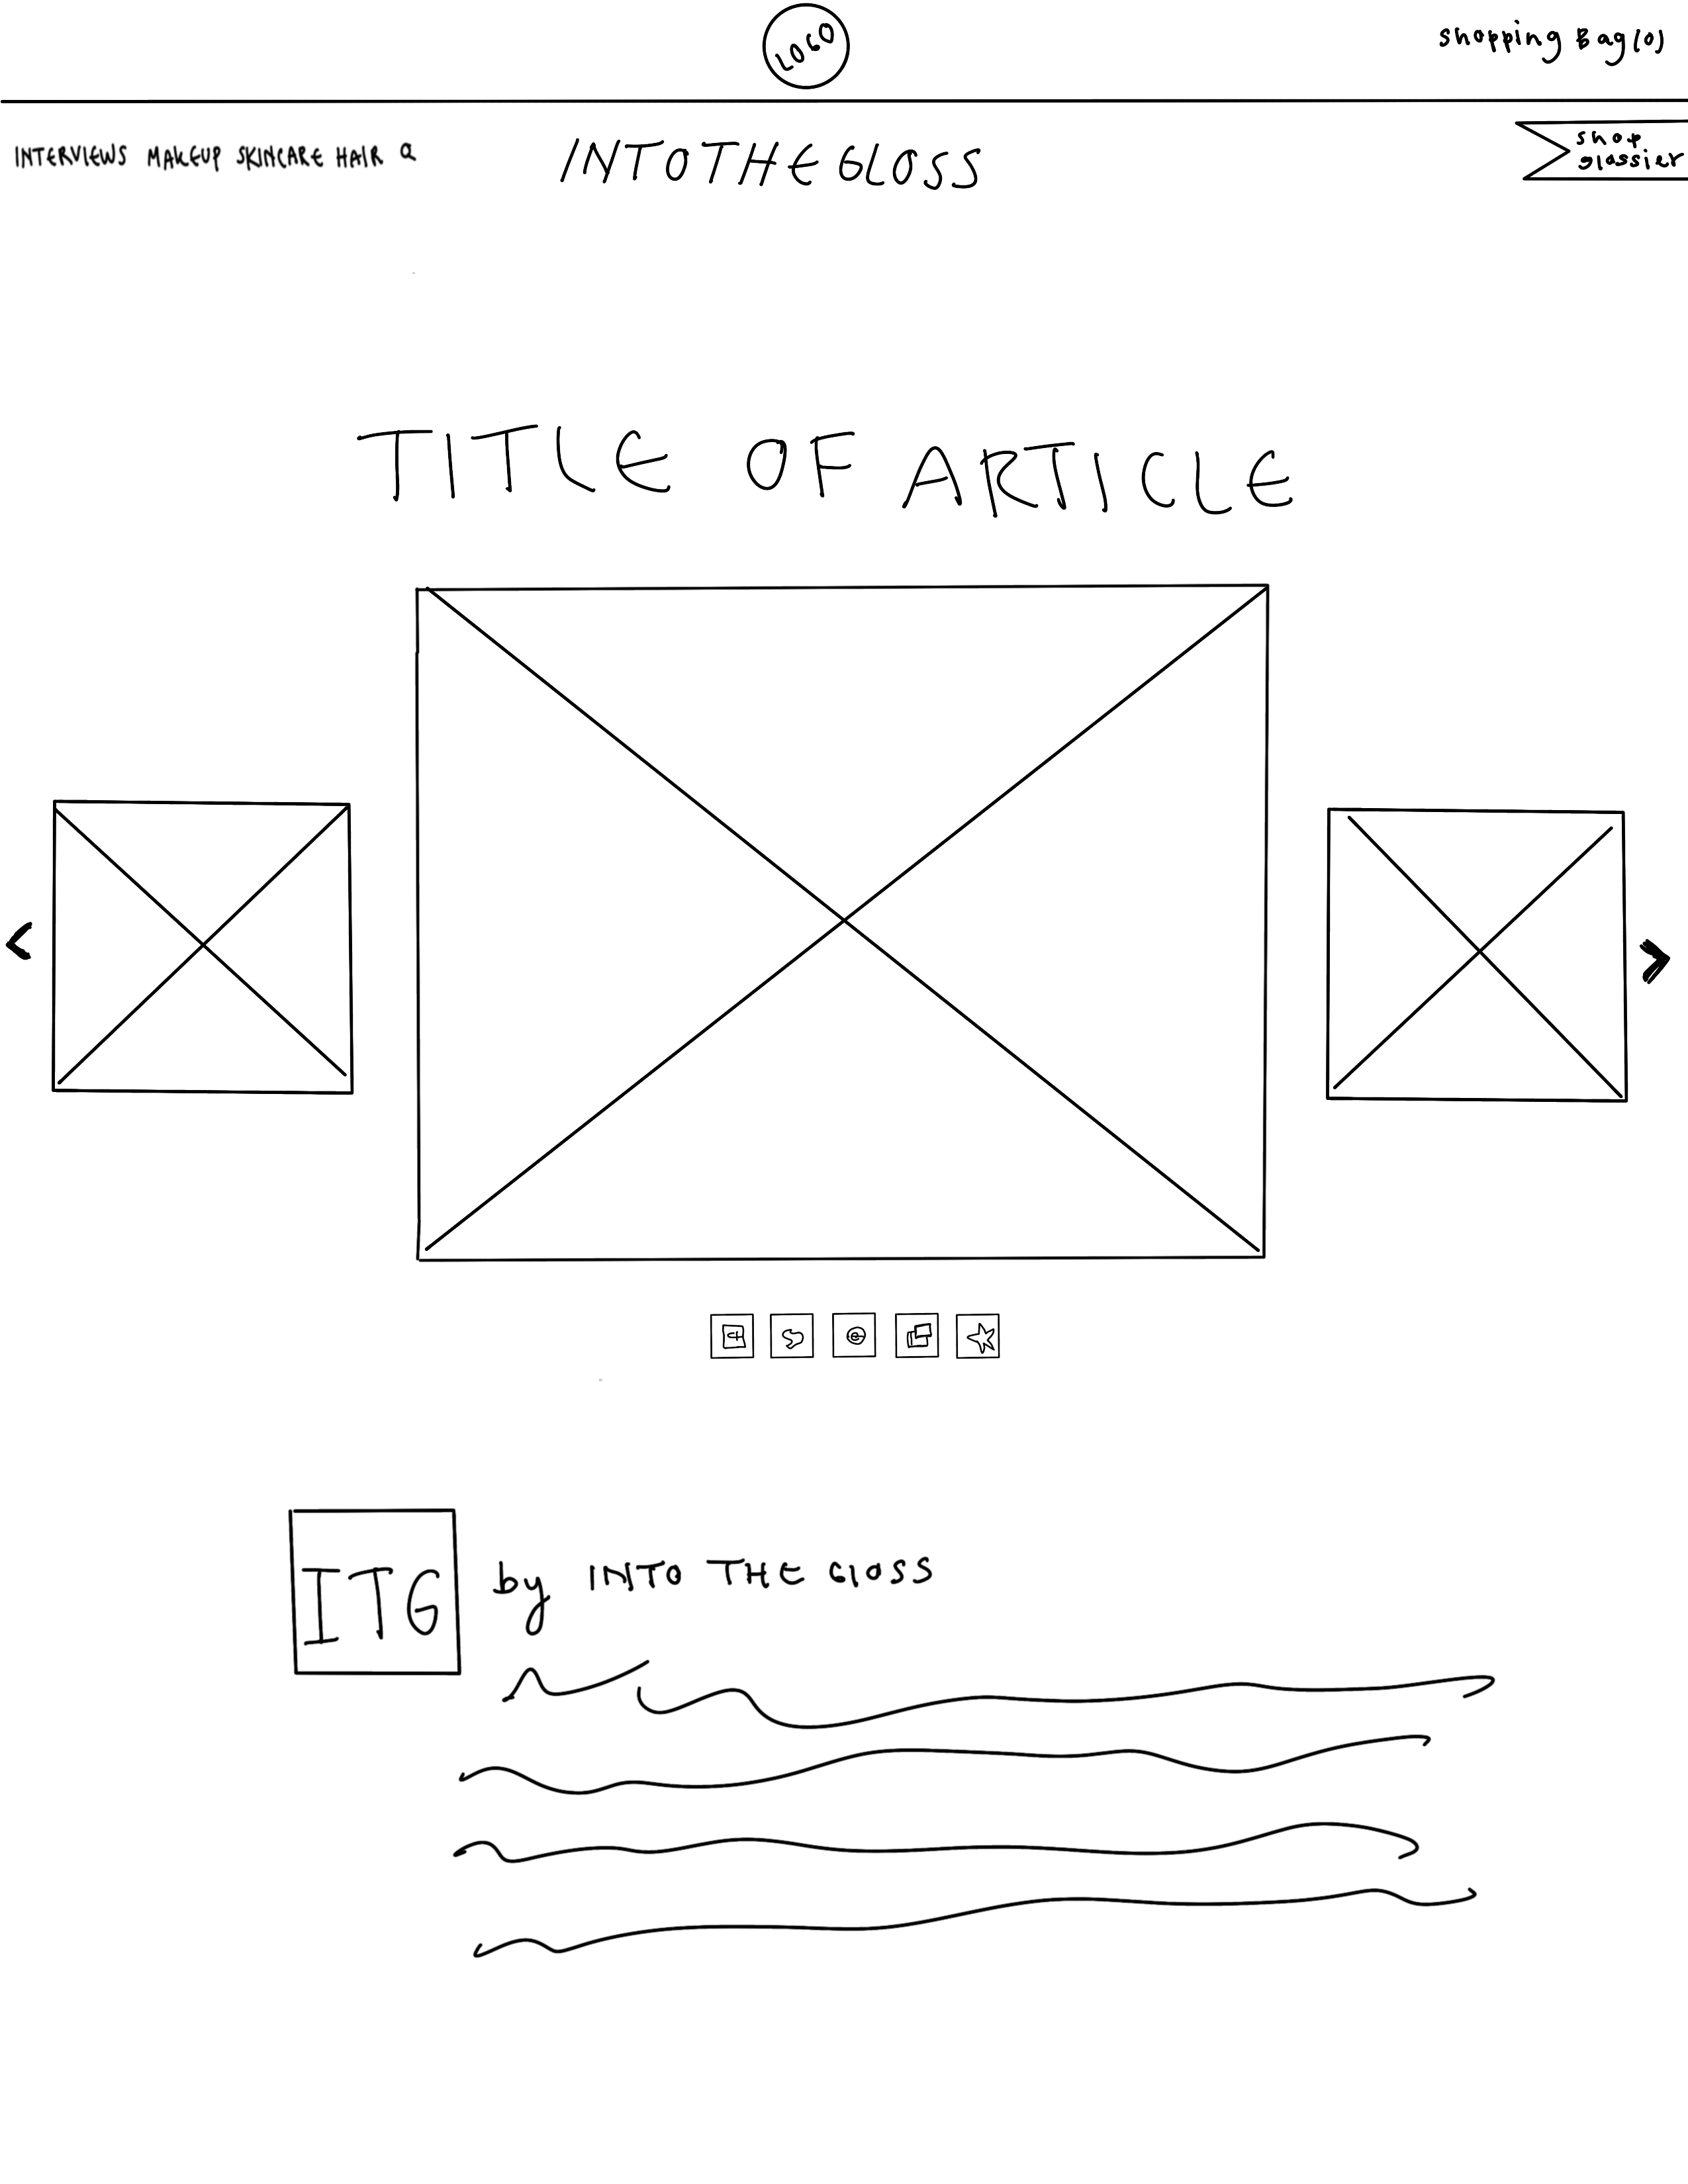 LOGO
shopping Bag(0)
INTERVIEWS MAKEUP SKINCARE HAIR
INTOTHEGLOSS
shop
glossier
TITLE OF ARTICLE
ITG
by INTO THE GLOSS